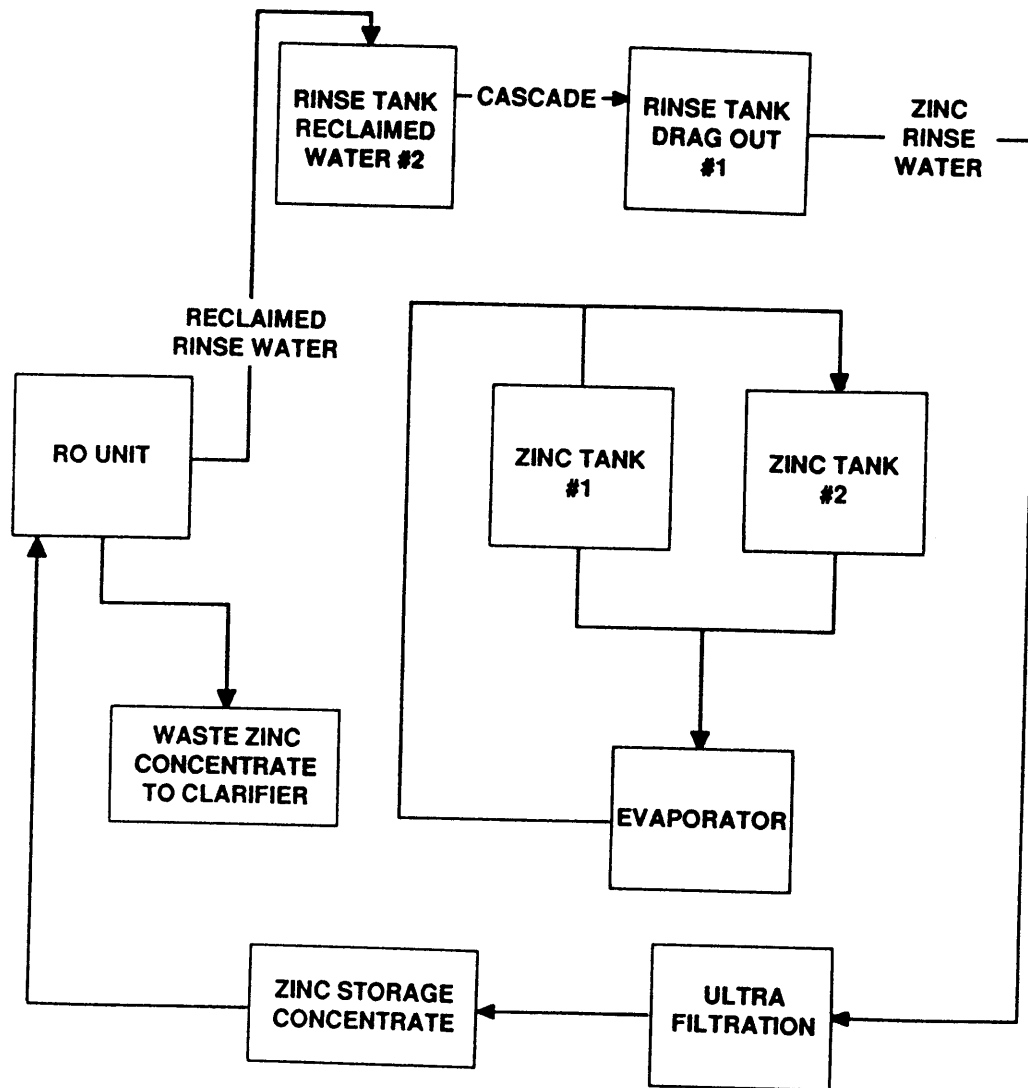 RINSE TANK
RECLAIMED
WATER #2
CASCADE
RINSE TANK
DRAG OUT
#1
ZINC
RINSE
WATER
RECLAIMED
RINSE WATER
RO UNIT
ZINC TANK
#1
ZINC TANK
#2
WASTE ZINC
CONCENTRATE
TO CLARIFIER
EVAPORATOR
ZINC STORAGE
CONCENTRATE
ULTRA
FILTRATION